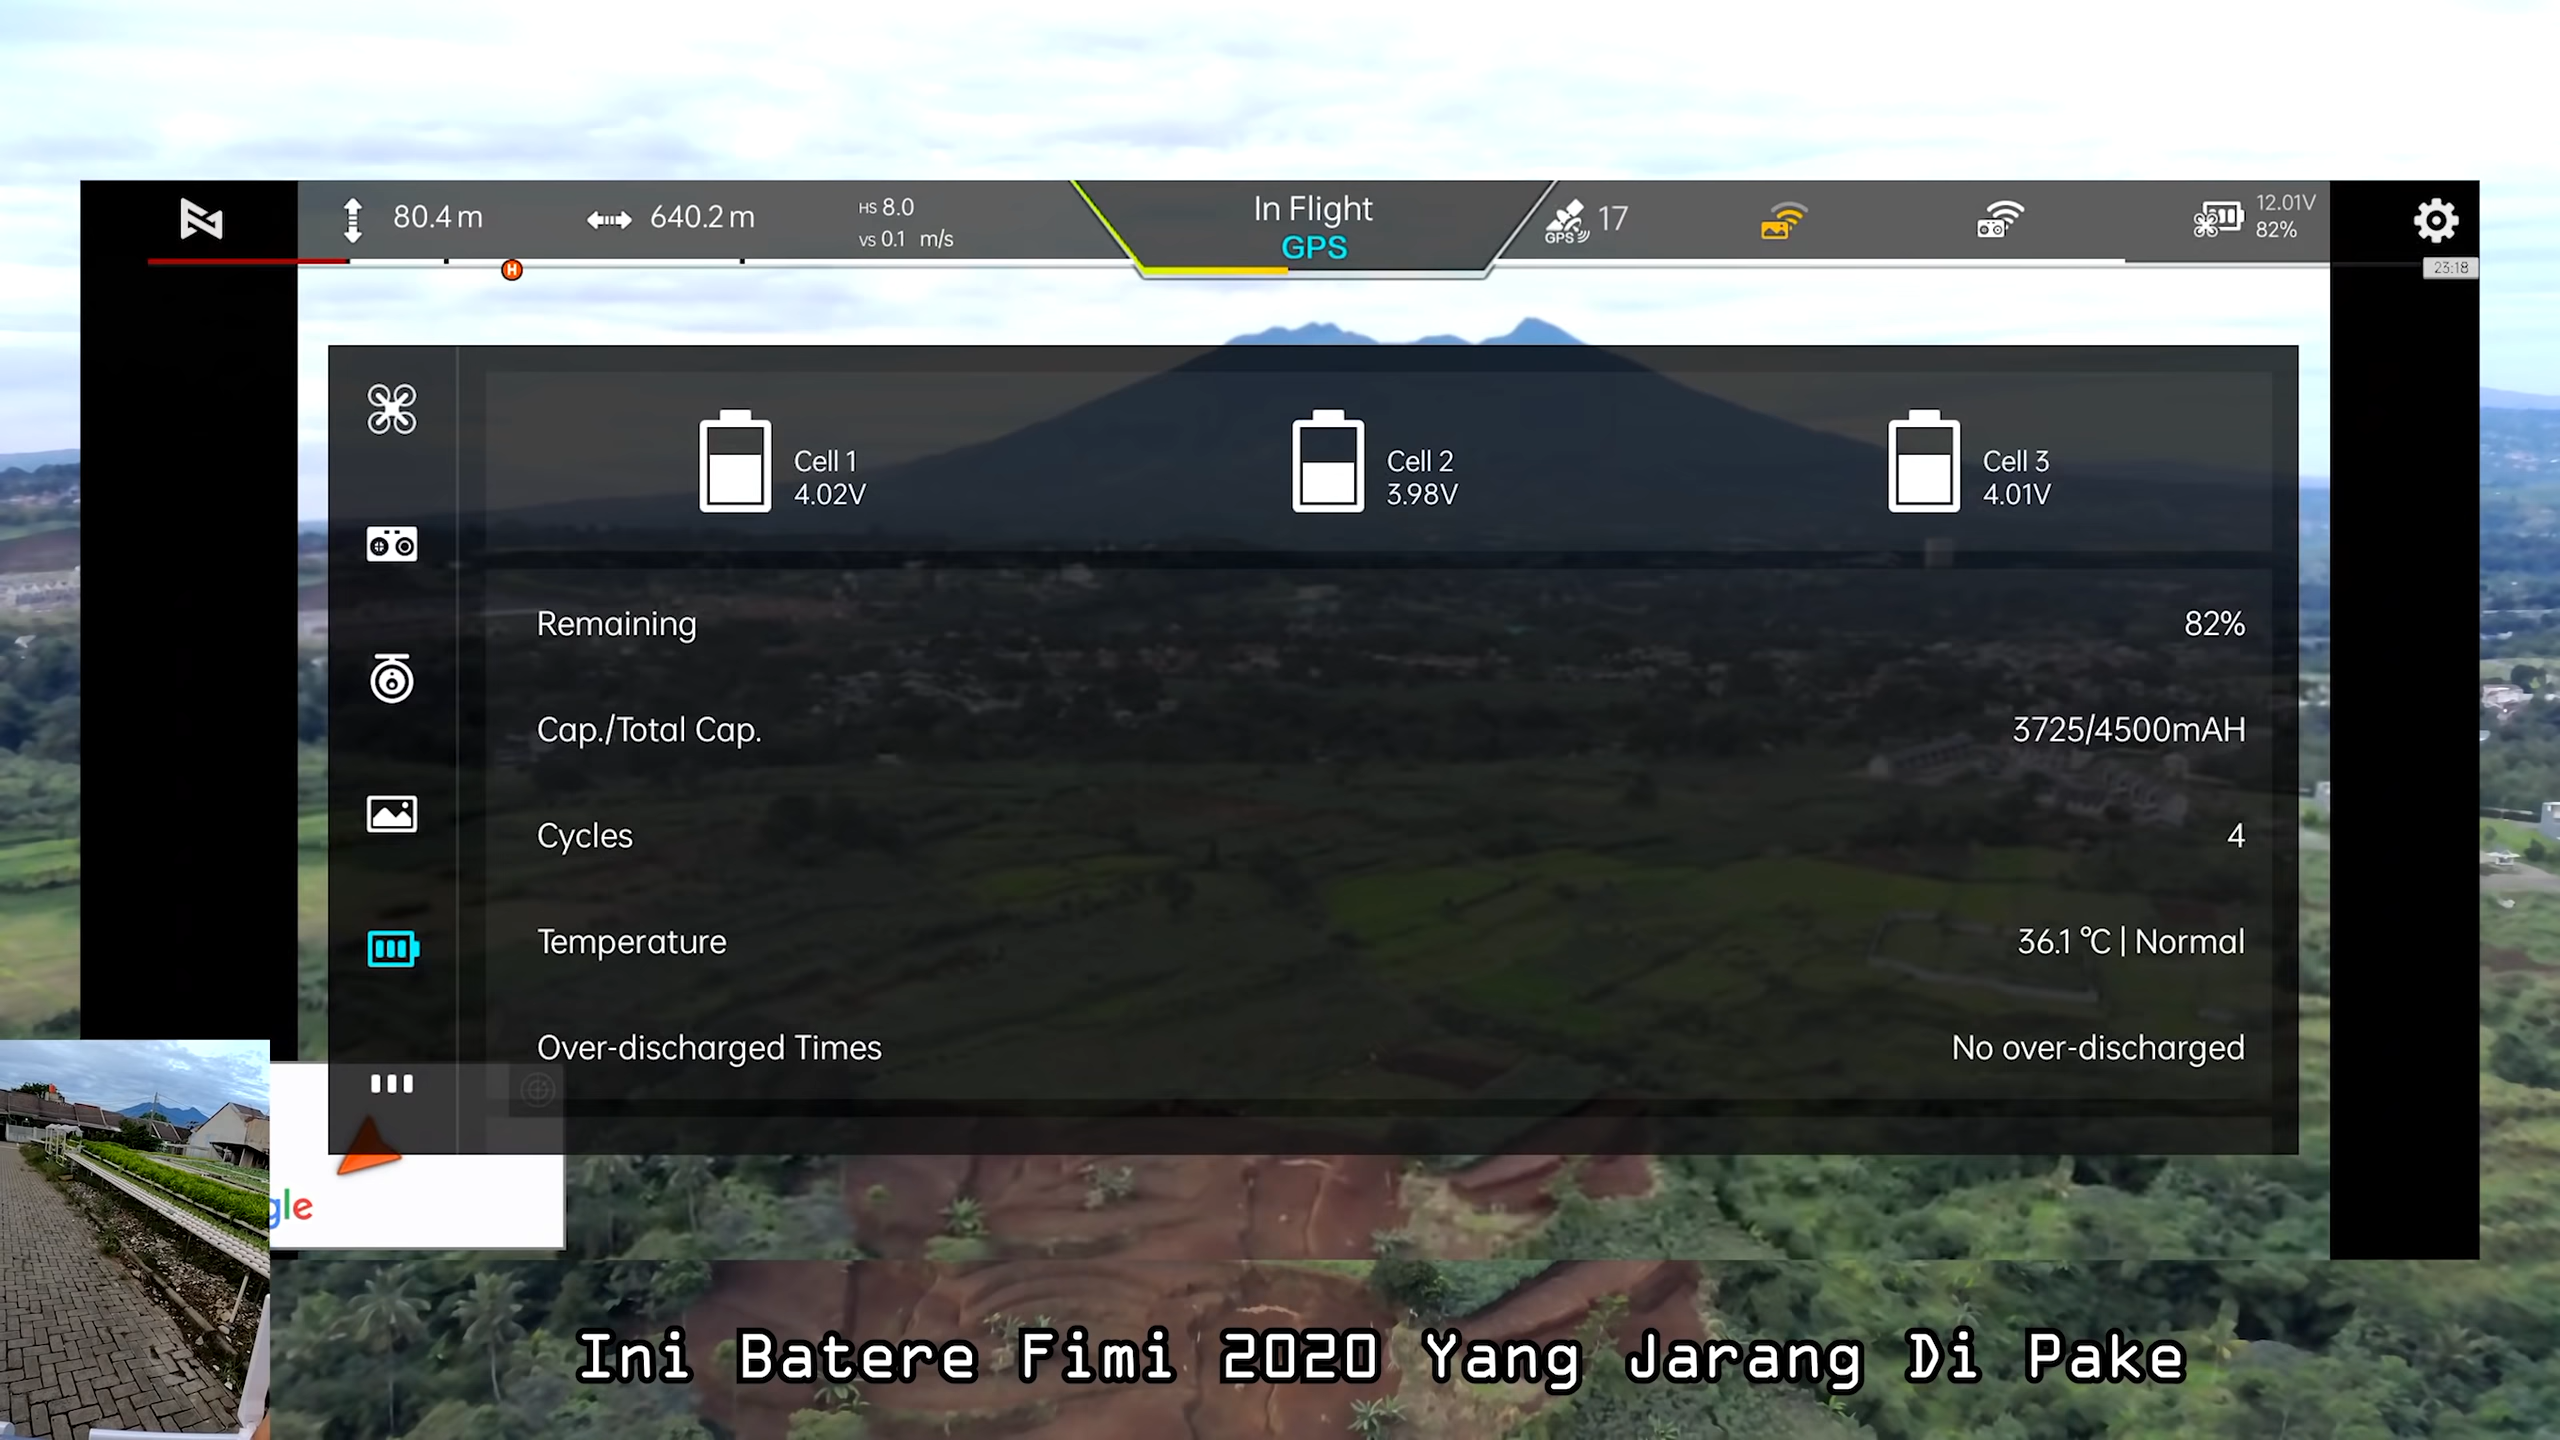 80.4 m
640.2 m
HS 8.0
VS 0.1 m/s
In Flight
GPS
GPS
17
12.01V
82%
H
23:18
Cell 1
4.02V
Cell 2
3.98V
Cell 3
4.01V
Remaining
82%
Cap./Total Cap.
3725/4500mAH
Cycles
4
Temperature
36.1 °C | Normal
Over-discharged Times
No over-discharged
gle
Ini Batere Fimi 2020 Yang Jarang Di Pake